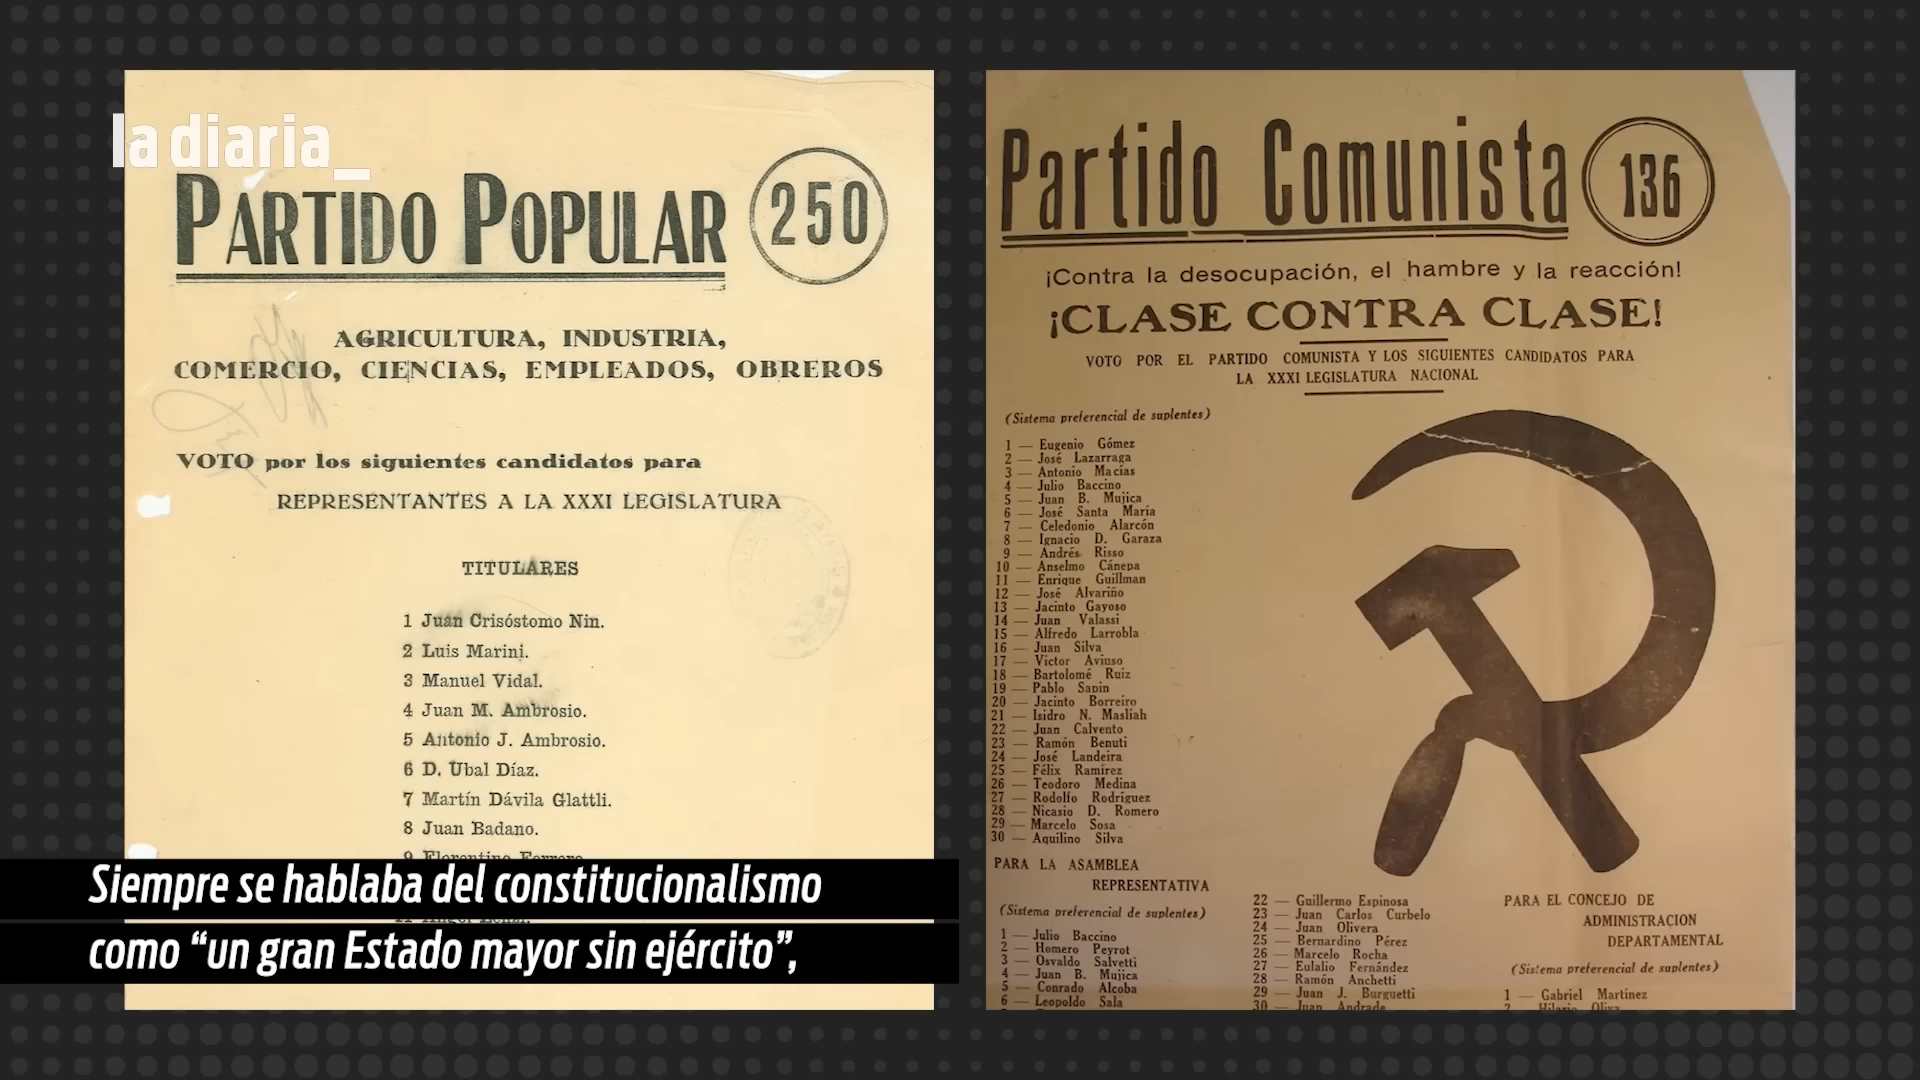 la diaria_
PARTIDO POPULAR
250
AGRICULTURA, INDUSTRIA,
COMERCIO, CIENCIAS, EMPLEADOS, OBREROS
VOTO por los siguientes candidatos para
REPRESENTANTES A LA XXXI LEGISLATURA
TITULARES
1 Juan Crisóstomo Nin.
2 Luis Marini.
3 Manuel Vidal.
4 Juan M. Ambrosio.
5 Antonio J. Ambrosio.
6 D. Ubal Díaz.
7 Martín Dávila Glattli.
8 Juan Badano.
Partido Comunista
136
¡Contra la desocupación, el hambre y la reacción!
¡CLASE CONTRA CLASE!
VOTO POR EL PARTIDO COMUNISTA Y LOS SIGUIENTES CANDIDATOS PARA
LA XXXI LEGISLATURA NACIONAL
(Sistema preferencial de suplentes)
1 — Eugenio Gómez
2 — José Lazarraga
3 — Antonio Macías
4 — Julio Baccino
5 — Juan B. Mujica
6 — José Santa María
7 — Celedonio Alarcón
8 — Ignacio D. Garaza
9 — Andrés Risso
10 — Anselmo Cánepa
11 — Enrique Guillman
12 — José Alvariño
13 — Jacinto Gayoso
14 — Juan Valassi
15 — Alfredo Larrobla
16 — Juan Silva
17 — Victor Aviuso
18 — Bartolomé Ruiz
19 — Pablo Sapin
20 — Jacinto Borreiro
21 — Isidro N. Masliah
22 — Juan Calvento
23 — Ramón Benuti
24 — José Landeira
25 — Félix Ramírez
26 — Teodoro Medina
27 — Rodolfo Rodríguez
28 — Nicasio D. Romero
29 — Marcelo Sosa
30 — Aquilino Silva
PARA LA ASAMBLEA
REPRESENTATIVA
(Sistema preferencial de suplentes)
1 — Julio Baccino
2 — Homero Peyrot
3 — Osvaldo Salvetti
4 — Juan B. Mujica
5 — Conrado Alcoba
6 — Leopoldo Sala
22 — Guillermo Espinosa
23 — Juan Carlos Curbelo
24 — Juan Olivera
25 — Bernardino Pérez
26 — Marcelo Rocha
27 — Eulalio Fernández
28 — Ramón Anchetti
29 — Juan J. Burguetti
30 — Juan Andrade
PARA EL CONCEJO DE
ADMINISTRACION
DEPARTAMENTAL
(Sistema preferencial de suplentes)
1 — Gabriel Martínez
2 — Hilario Oliva
Siempre se hablaba del constitucionalismo
como “un gran Estado mayor sin ejército”,